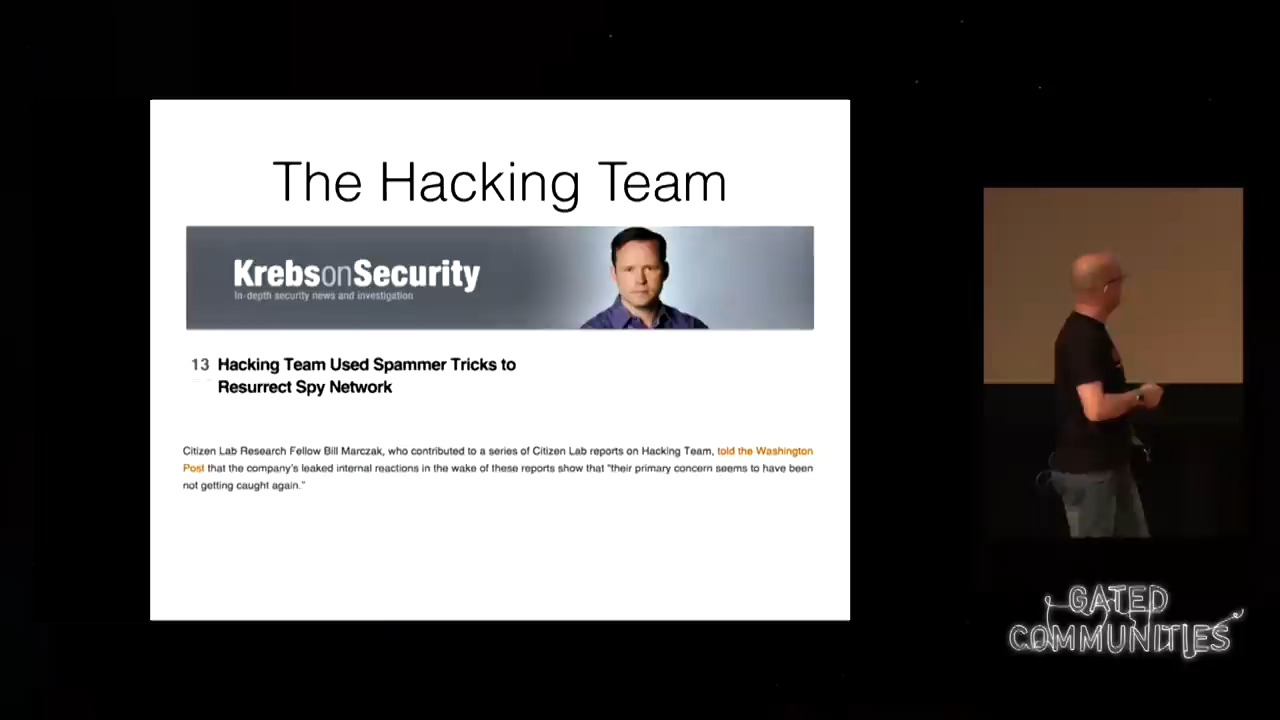 The Hacking Team
KrebsonSecurity
In-depth security news and investigation
13 Hacking Team Used Spammer Tricks to
Resurrect Spy Network
Citizen Lab Research Fellow Bill Marczak, who contributed to a series of Citizen Lab reports on Hacking Team, told the Washington
Post that the company's leaked internal reactions in the wake of these reports show that "their primary concern seems to have been
not getting caught again."
GATED
COMMUNITIES